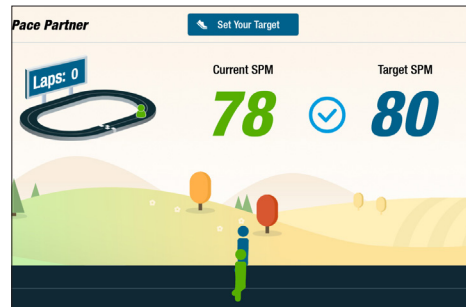 Pace Partner
Set Your Target
Laps: 0
Current SPM
Target SPM
78
80